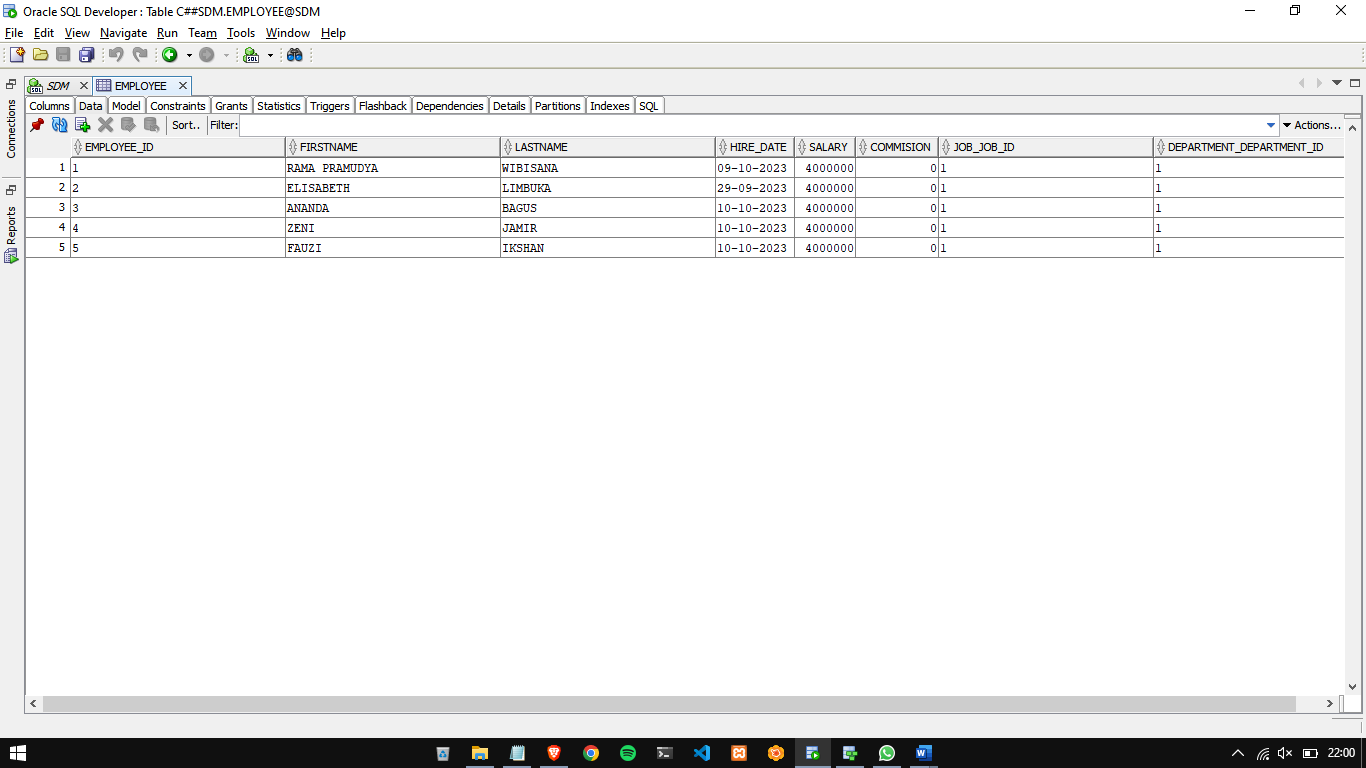 Oracle SQL Developer : Table C##SDM.EMPLOYEE@SDM
File Edit View Navigate Run Team Tools Window Help
SDM EMPLOYEE
Columns Data Model Constraints Grants Statistics Triggers Flashback Dependencies Details Partitions Indexes SQL
Sort.. Filter: Actions...
Connections
Reports
EMPLOYEE_ID FIRSTNAME LASTNAME HIRE_DATE SALARY COMMISION JOB_JOB_ID DEPARTMENT_DEPARTMENT_ID
1 1 RAMA PRAMUDYA WIBISANA 09-10-2023 4000000 0 1 1
2 2 ELISABETH LIMBUKA 29-09-2023 4000000 0 1 1
3 3 ANANDA BAGUS 10-10-2023 4000000 0 1 1
4 4 ZENI JAMIR 10-10-2023 4000000 0 1 1
5 5 FAUZI IKSHAN 10-10-2023 4000000 0 1 1
22:00